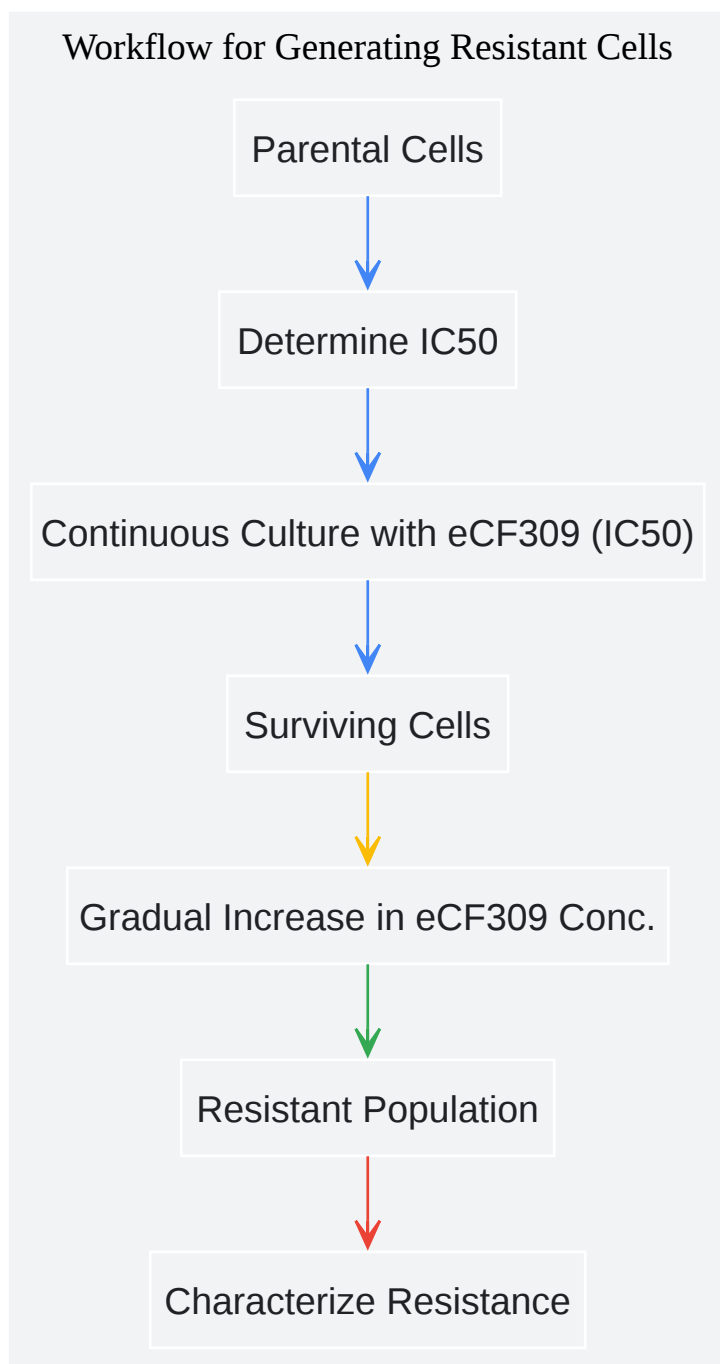 Workflow for Generating Resistant Cells
Parental Cells
Determine IC50
Continuous Culture with eCF309 (IC50)
Surviving Cells
Gradual Increase in eCF309 Conc.
Resistant Population
Characterize Resistance